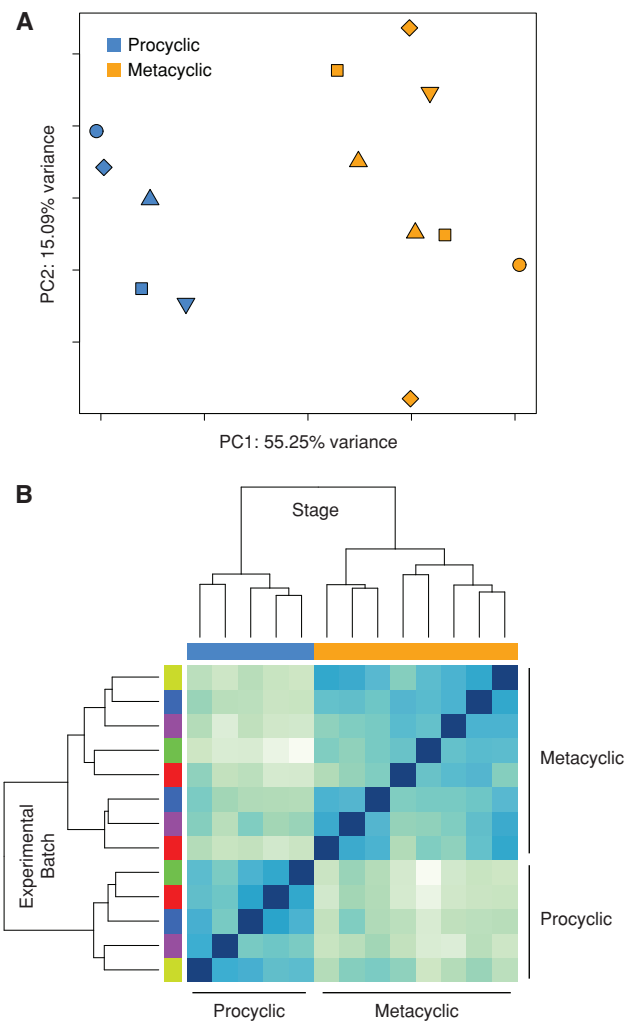 A
Procyclic
Metacyclic
PC2: 15.09% variance
PC1: 55.25% variance
B
Stage
Experimental
Batch
Metacyclic
Procyclic
Procyclic
Metacyclic